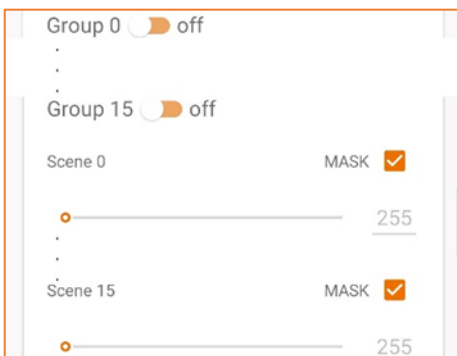 Group 0 off
.
.
.
Group 15 off
Scene 0 MASK
255
.
.
.
Scene 15 MASK
255